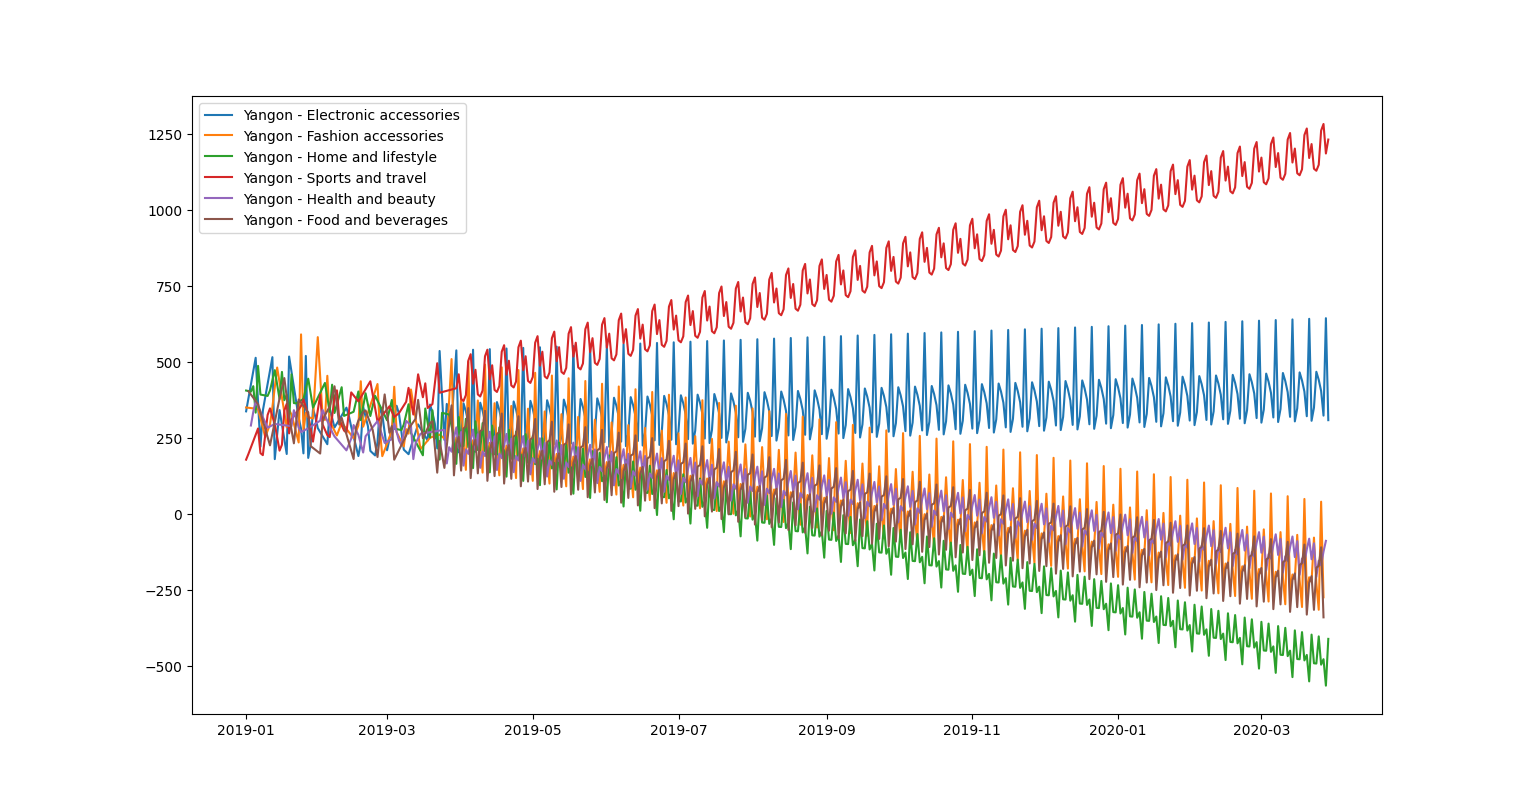 Yangon - Electronic accessories
Yangon - Fashion accessories
Yangon - Home and lifestyle
Yangon - Sports and travel
Yangon - Health and beauty
Yangon - Food and beverages
1250
1000
750
500
250
0
−250
−500
2019-01 2019-03 2019-05 2019-07 2019-09 2019-11 2020-01 2020-03